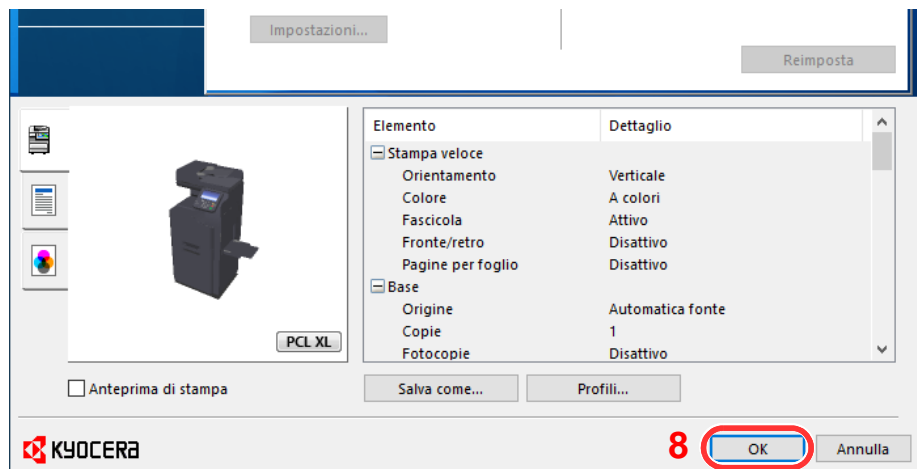 Impostazioni...
Reimposta
Elemento Dettaglio
Stampa veloce
Orientamento Verticale
Colore A colori
Fascicola Attivo
Fronte/retro Disattivo
Pagine per foglio Disattivo
Base
Origine Automatica fonte
Copie 1
Fotocopie Disattivo
PCL XL
Anteprima di stampa Salva come... Profili...
KYOCERA 8 OK Annulla